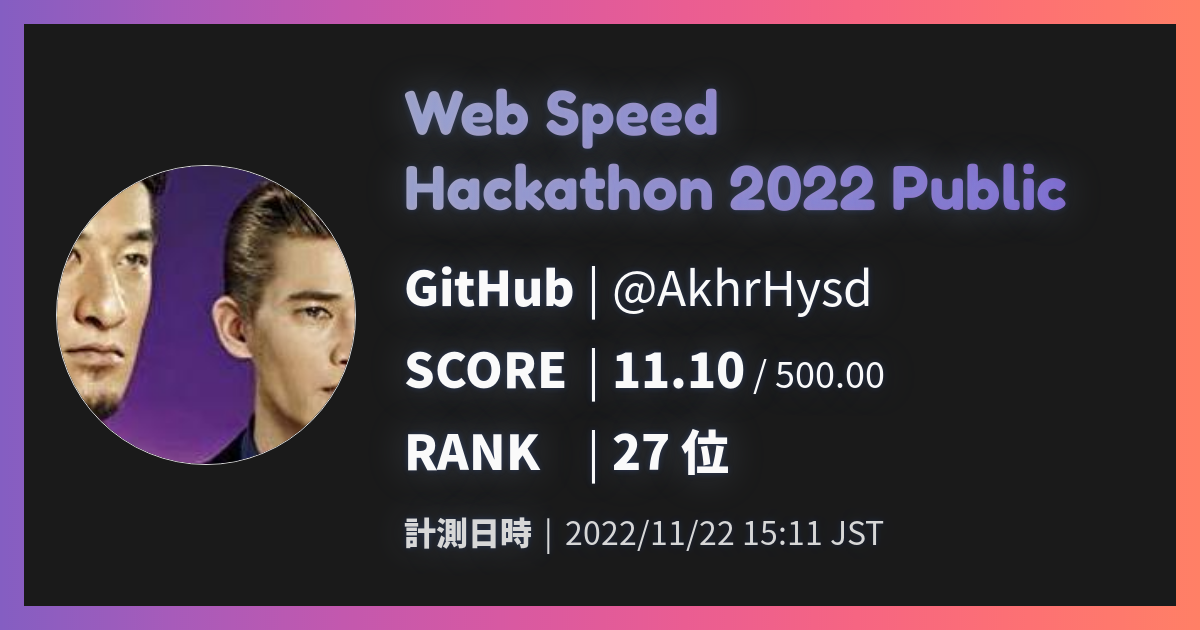 Web Speed
Hackathon 2022 Public
GitHub | @AkhrHysd
SCORE | 11.10 / 500.00
RANK | 27 位
計測日時 | 2022/11/22 15:11 JST